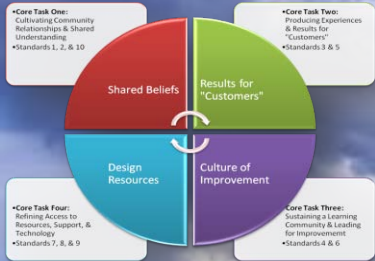 •Core Task One:
Cultivating Community
Relationships & Shared
Understanding
•Standards 1, 2, & 10
•Core Task Two:
Producing Experiences
& Results for
"Customers"
•Standards 3 & 5
Shared Beliefs
Results for
"Customers"
Design
Resources
Culture of
Improvement
•Core Task Four:
Refining Access to
Resources, Support, &
Technology
•Standards 7, 8, & 9
•Core Task Three:
Sustaining a Learning
Community & Leading
for Improvement
•Standards 4 & 6